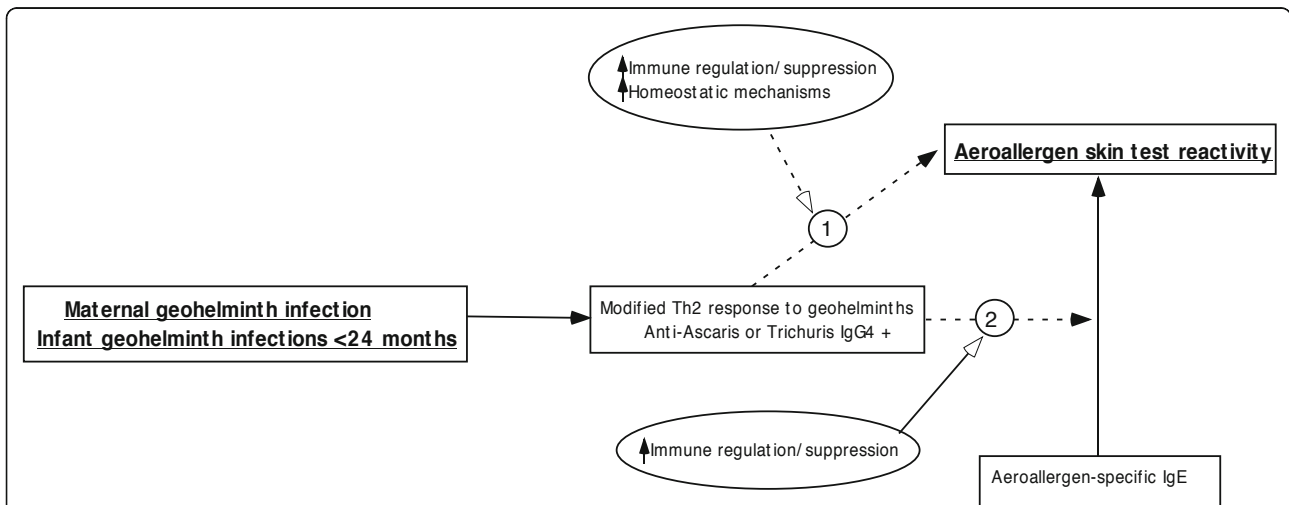 Immune regulation/ suppression
Homeostatic mechanisms
Aeroallergen skin test reactivity
1
Maternal geohelminth infection
Infant geohelminth infections <24 months
Modified Th2 response to geohelminths
Anti-Ascaris or Trichuris IgG4 +
2
Immune regulation/ suppression
Aeroallergen-specific IgE